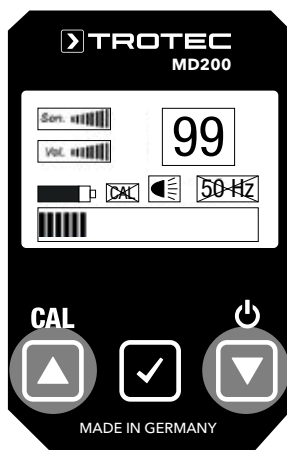 TROTEC
MD200
Sen.
99
Vol.
CAL
50 Hz
CAL
MADE IN GERMANY